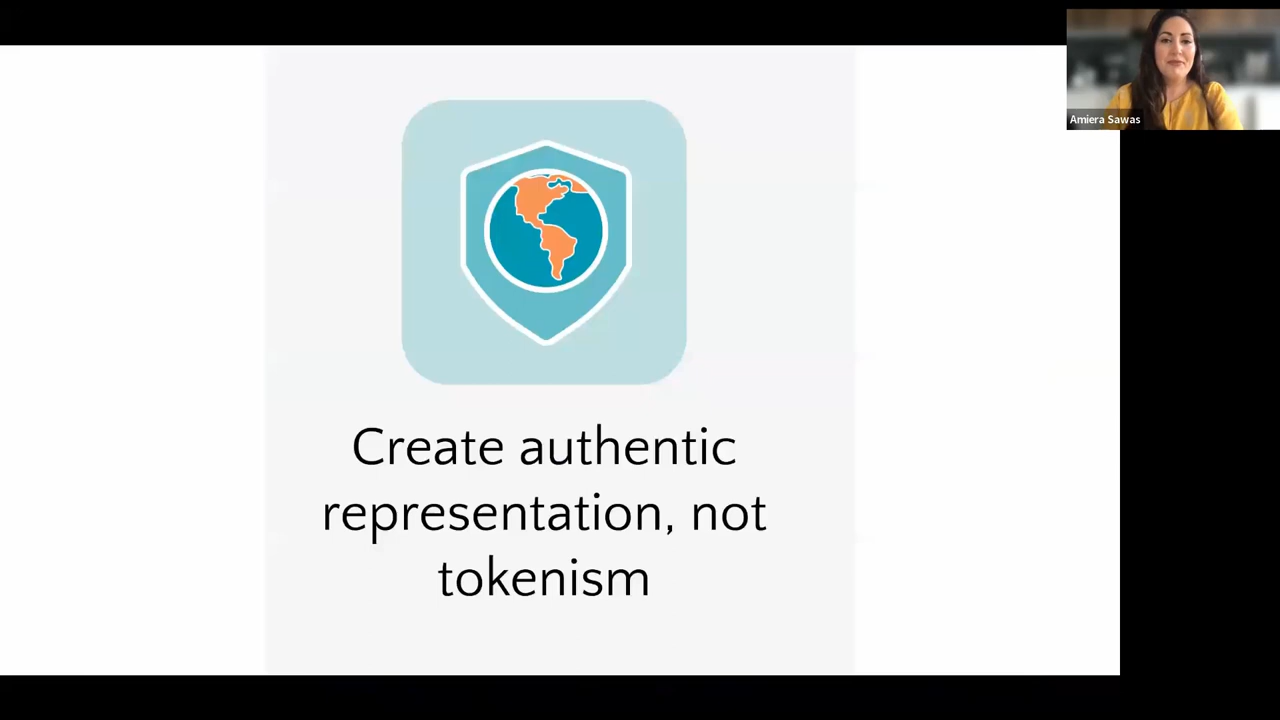 Amiera Sawas
Create authentic
representation, not
tokenism